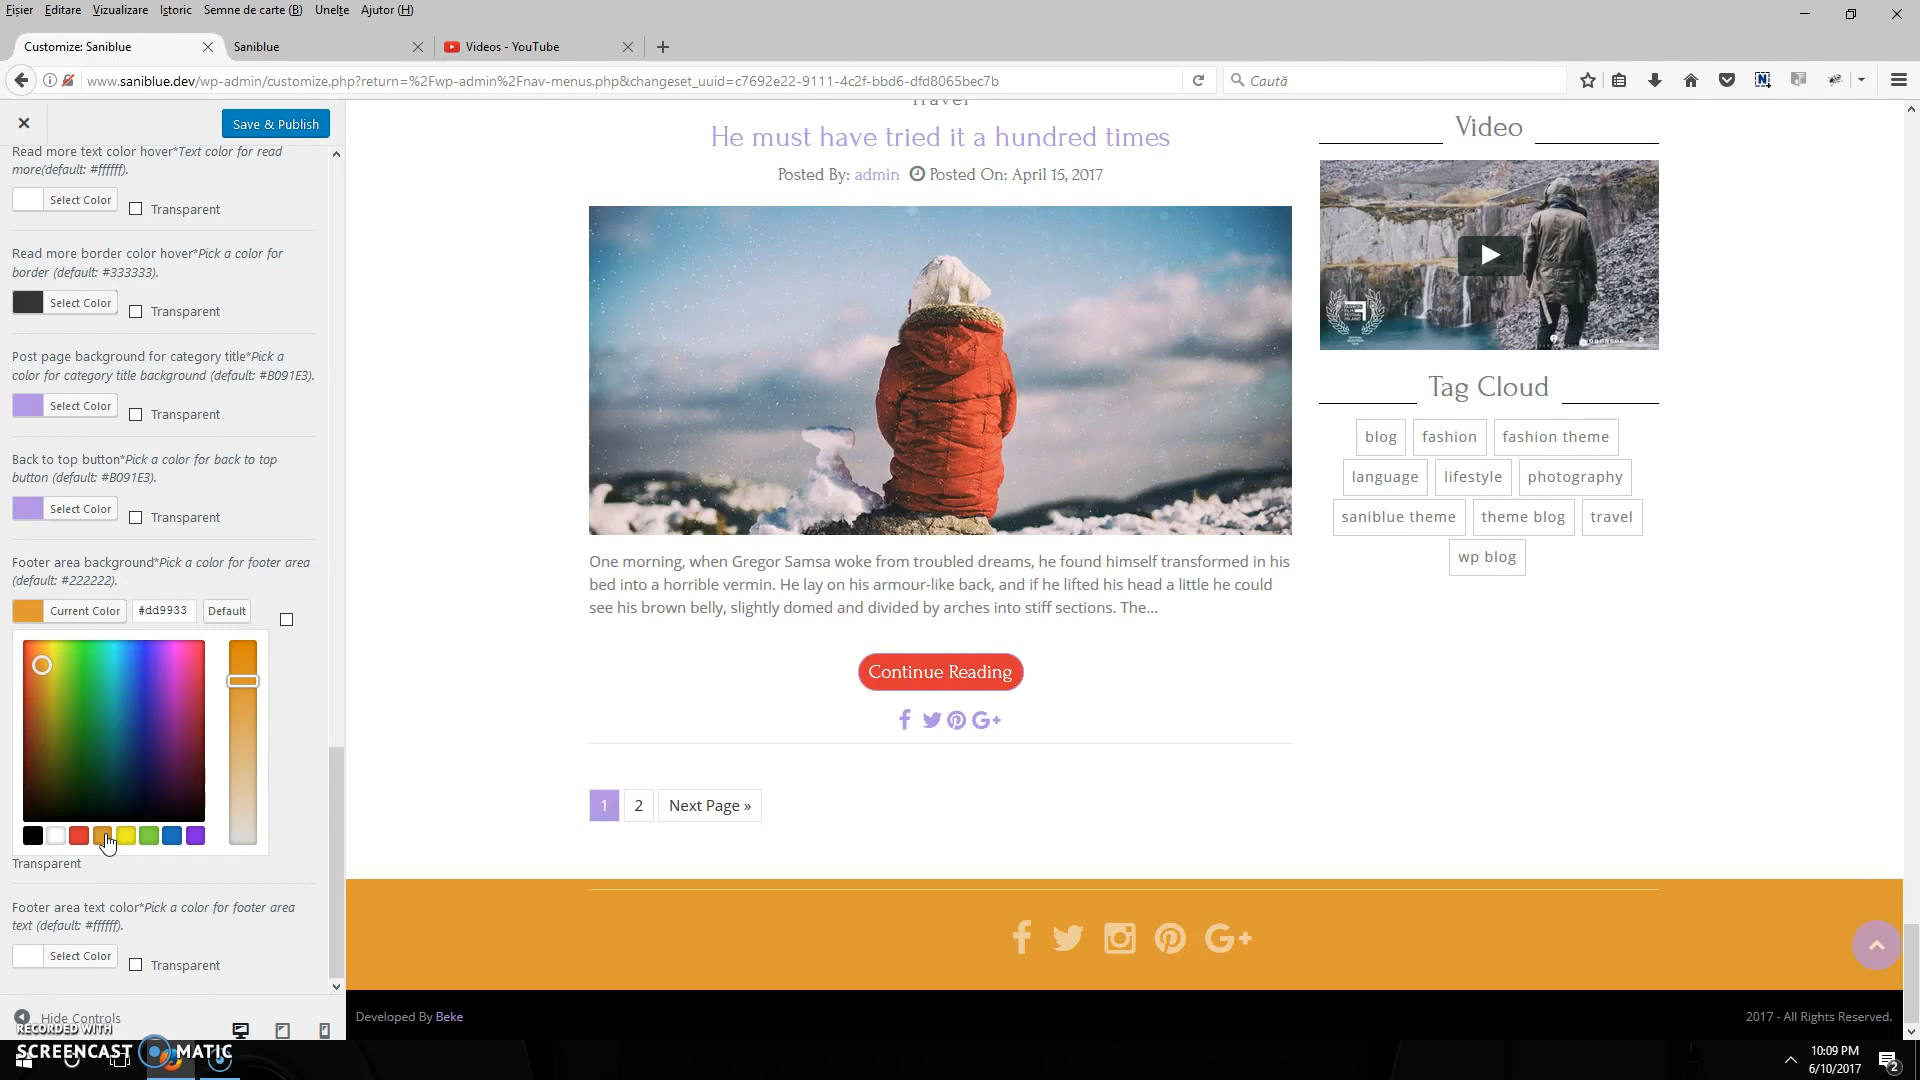 Fișier Editare Vizualizare Istoric Semne de carte (B) Unelte Ajutor (H)
Customize: Saniblue
Saniblue
Videos - YouTube
www.saniblue.dev/wp-admin/customize.php?return=%2Fwp-admin%2Fnav-menus.php&changeset_uuid=c7692e22-9111-4c2f-bbd6-dfd8065bec7b
Caută
Save & Publish
Read more text color hover*Text color for read
more(default: #ffffff).
Select Color
Transparent
Read more border color hover*Pick a color for
border (default: #333333).
Select Color
Transparent
Post page background for category title*Pick a
color for category title background (default: #B091E3).
Select Color
Transparent
Back to top button*Pick a color for back to top
button (default: #B091E3).
Select Color
Transparent
Footer area background*Pick a color for footer area
(default: #222222).
Current Color
#dd9933
Default
Transparent
Footer area text color*Pick a color for footer area
text (default: #ffffff).
Select Color
Transparent
Hide Controls
Travel
He must have tried it a hundred times
Posted By: admin Posted On: April 15, 2017
One morning, when Gregor Samsa woke from troubled dreams, he found himself transformed in his
bed into a horrible vermin. He lay on his armour-like back, and if he lifted his head a little he could
see his brown belly, slightly domed and divided by arches into stiff sections. The...
Continue Reading
1 2 Next Page »
Video
Tag Cloud
blog fashion fashion theme
language lifestyle photography
saniblue theme theme blog travel
wp blog
Developed By Beke
2017 - All Rights Reserved.
RECORDED WITH
SCREENCAST MATIC
10:09 PM
6/10/2017
2